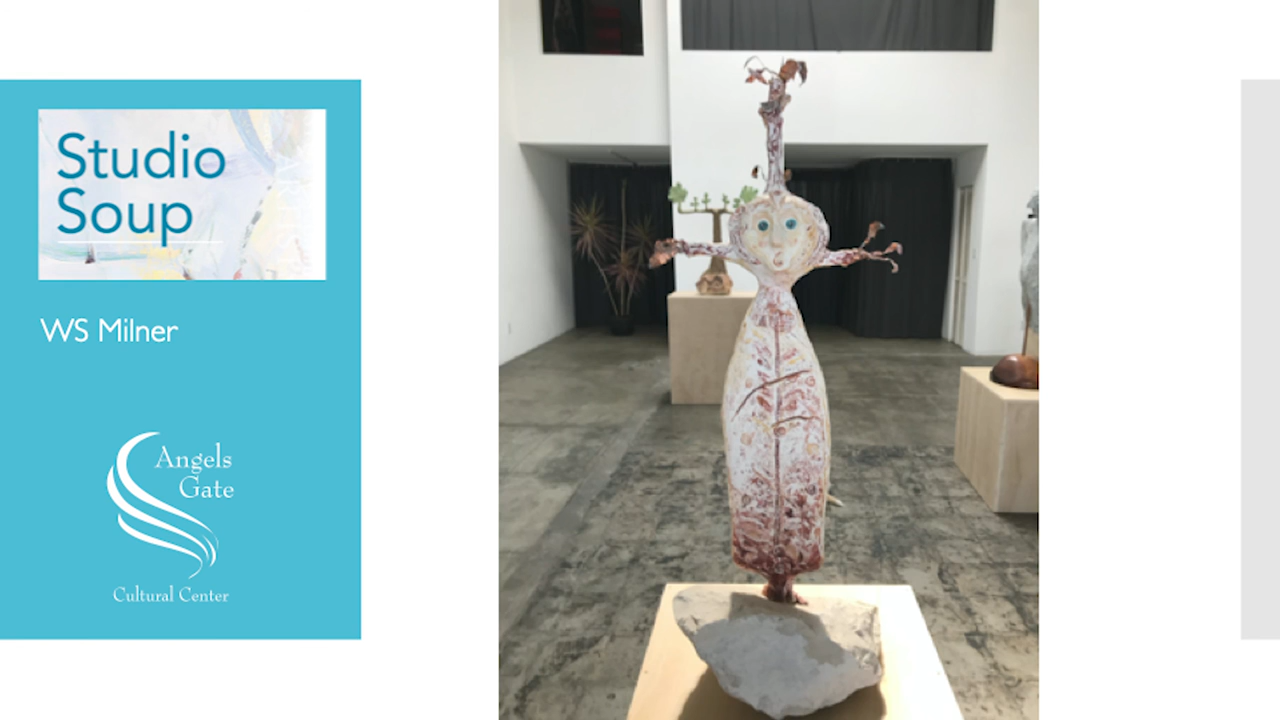 Studio
Soup
WS Milner
Angels
Gate
Cultural Center